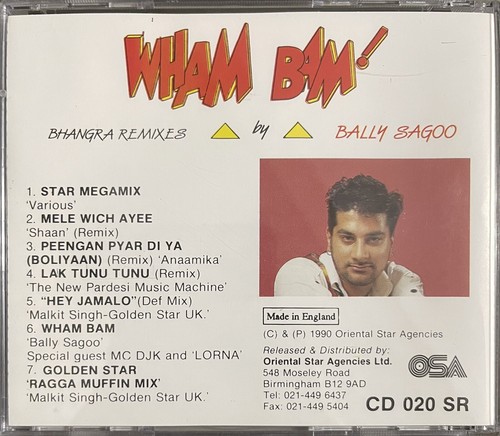 WHAM BAM!
BHANGRA REMIXES by BALLY SAGOO
1. STAR MEGAMIX
'Various'
2. MELE WICH AYEE
'Shaan' (Remix)
3. PEENGAN PYAR DI YA
(BOLIYAAN) (Remix) 'Anaamika'
4. LAK TUNU TUNU (Remix)
'The New Pardesi Music Machine'
5. "HEY JAMALO"(Def Mix)
'Malkit Singh-Golden Star UK.'
6. WHAM BAM
'Bally Sagoo'
Special guest MC DJK and 'LORNA'
7. GOLDEN STAR
'RAGGA MUFFIN MIX'
'Malkit Singh-Golden Star UK.'
Made in England
(C) & (P) 1990 Oriental Star Agencies
Released & Distributed by:
Oriental Star Agencies Ltd.
548 Moseley Road
Birmingham B12 9AD
Tel: 021-449 6437
Fax: 021-449 5404
OSA
CD 020 SR